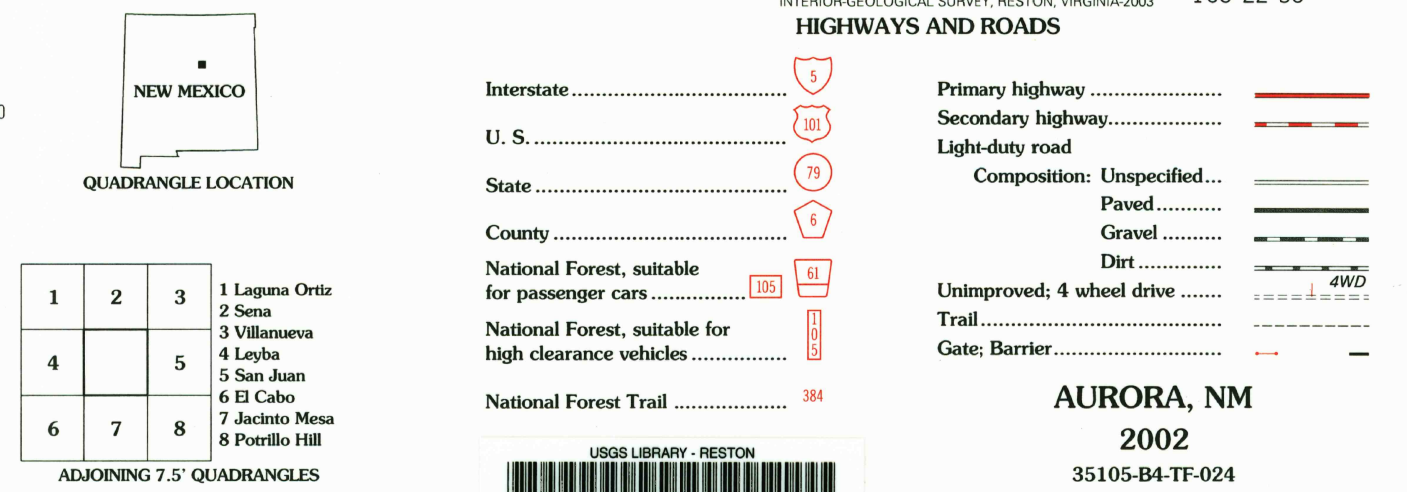 INTERIOR-GEOLOGICAL SURVEY, RESTON, VIRGINIA-2003
HIGHWAYS AND ROADS
NEW MEXICO
QUADRANGLE LOCATION
1 2 3
4 5
6 7 8
1 Laguna Ortiz
2 Sena
3 Villanueva
4 Leyba
5 San Juan
6 El Cabo
7 Jacinto Mesa
8 Potrillo Hill
ADJOINING 7.5' QUADRANGLES
Interstate .......... 5
U. S. .......... 101
State .......... 79
County .......... 6
National Forest, suitable
for passenger cars .......... 105 61
National Forest, suitable for
high clearance vehicles .......... 105
National Forest Trail .......... 384
USGS LIBRARY - RESTON
Primary highway ..........
Secondary highway..........
Light-duty road
Composition: Unspecified...
Paved ..........
Gravel ..........
Dirt ..........
Unimproved; 4 wheel drive ....... 4WD
Trail..........
Gate; Barrier..........
AURORA, NM
2002
35105-B4-TF-024